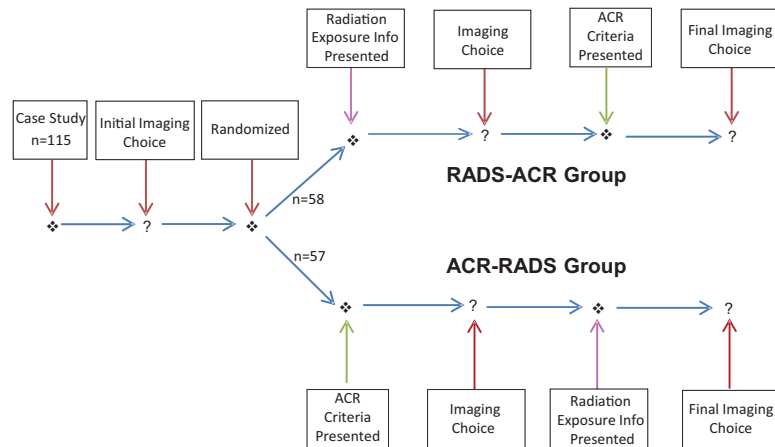 Radiation
Exposure Info
Presented
Imaging
Choice
ACR
Criteria
Presented
Final Imaging
Choice
Case Study
n=115
Initial Imaging
Choice
Randomized
?
?
RADS-ACR Group
n=58
?
n=57
ACR-RADS Group
?
?
ACR
Criteria
Presented
Imaging
Choice
Radiation
Exposure Info
Presented
Final Imaging
Choice